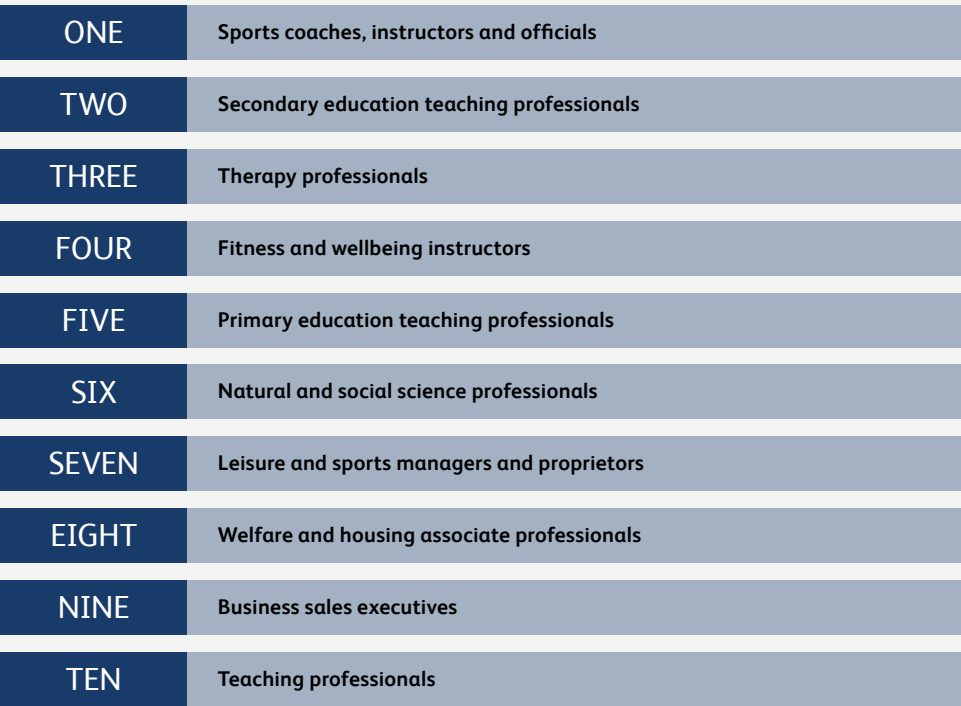 ONE Sports coaches, instructors and officials
TWO Secondary education teaching professionals
THREE Therapy professionals
FOUR Fitness and wellbeing instructors
FIVE Primary education teaching professionals
SIX Natural and social science professionals
SEVEN Leisure and sports managers and proprietors
EIGHT Welfare and housing associate professionals
NINE Business sales executives
TEN Teaching professionals